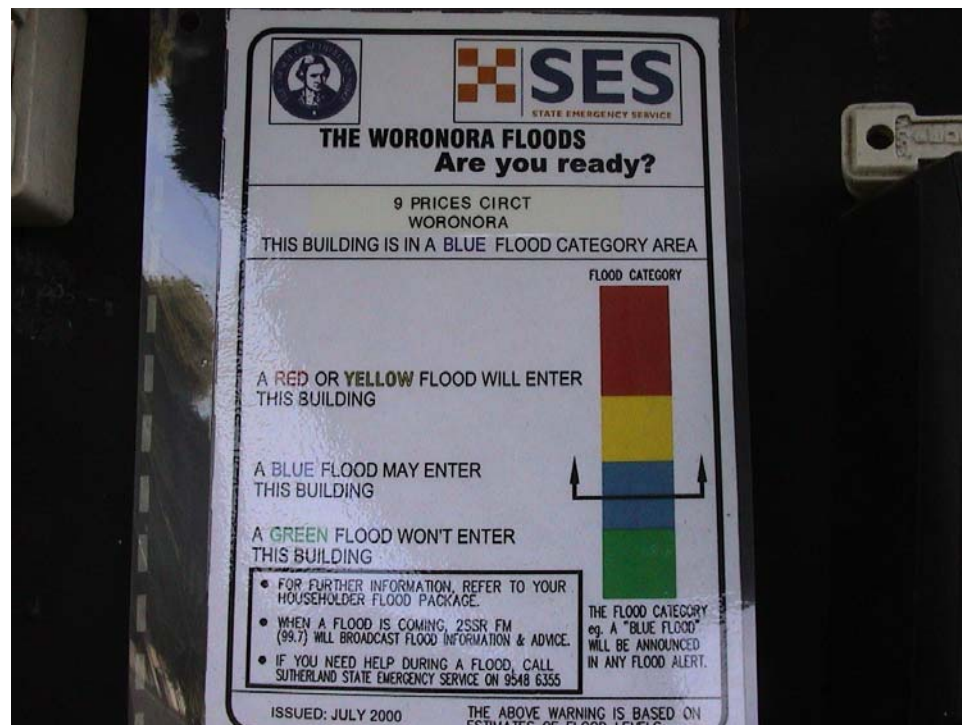 SES
STATE EMERGENCY SERVICE
THE WORONORA FLOODS
Are you ready?
9 PRICES CIRCT
WORONORA
THIS BUILDING IS IN A BLUE FLOOD CATEGORY AREA
FLOOD CATEGORY
A RED OR YELLOW FLOOD WILL ENTER
THIS BUILDING
A BLUE FLOOD MAY ENTER
THIS BUILDING
A GREEN FLOOD WON'T ENTER
THIS BUILDING
• FOR FURTHER INFORMATION, REFER TO YOUR
HOUSEHOLDER FLOOD PACKAGE.
• WHEN A FLOOD IS COMING, 2SSR FM
(99.7) WILL BROADCAST FLOOD INFORMATION & ADVICE.
• IF YOU NEED HELP DURING A FLOOD, CALL
SUTHERLAND STATE EMERGENCY SERVICE ON 9548 6355
THE FLOOD CATEGORY
eg. A "BLUE FLOOD"
WILL BE ANNOUNCED
IN ANY FLOOD ALERT.
ISSUED: JULY 2000
THE ABOVE WARNING IS BASED ON
ESTIMATES OF FLOOD LEVELS